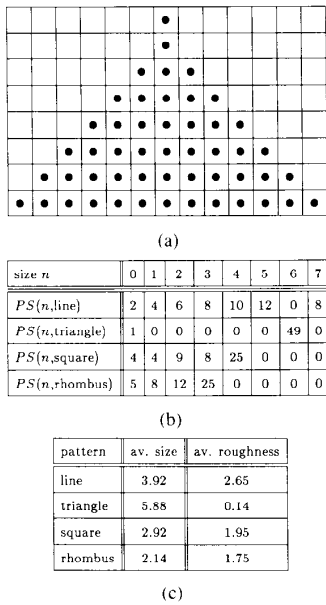 (a)
size n 0 1 2 3 4 5 6 7
PS(n,line) 2 4 6 8 10 12 0 8
PS(n,triangle) 1 0 0 0 0 0 49 0
PS(n,square) 4 4 9 8 25 0 0 0
PS(n,rhombus) 5 8 12 25 0 0 0 0
(b)
pattern av. size av. roughness
line 3.92 2.65
triangle 5.88 0.14
square 2.92 1.95
rhombus 2.14 1.75
(c)